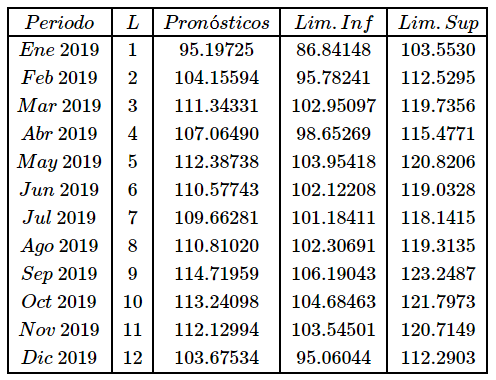 Periodo L Pronósticos Lim. Inf Lim. Sup
Ene 2019 1 95.19725 86.84148 103.5530
Feb 2019 2 104.15594 95.78241 112.5295
Mar 2019 3 111.34331 102.95097 119.7356
Abr 2019 4 107.06490 98.65269 115.4771
May 2019 5 112.38738 103.95418 120.8206
Jun 2019 6 110.57743 102.12208 119.0328
Jul 2019 7 109.66281 101.18411 118.1415
Ago 2019 8 110.81020 102.30691 119.3135
Sep 2019 9 114.71959 106.19043 123.2487
Oct 2019 10 113.24098 104.68463 121.7973
Nov 2019 11 112.12994 103.54501 120.7149
Dic 2019 12 103.67534 95.06044 112.2903